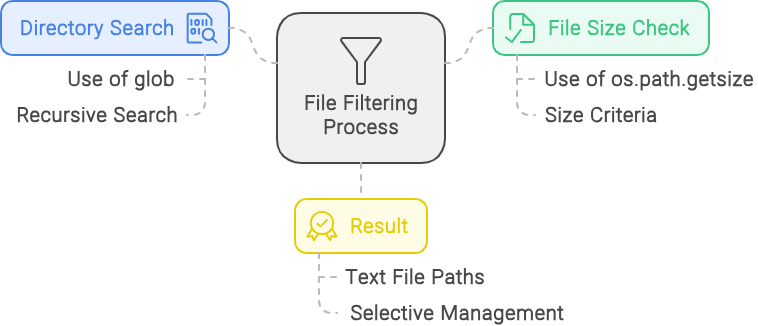 Directory Search
Use of glob
Recursive Search
File Filtering
Process
File Size Check
Use of os.path.getsize
Size Criteria
Result
Text File Paths
Selective Management